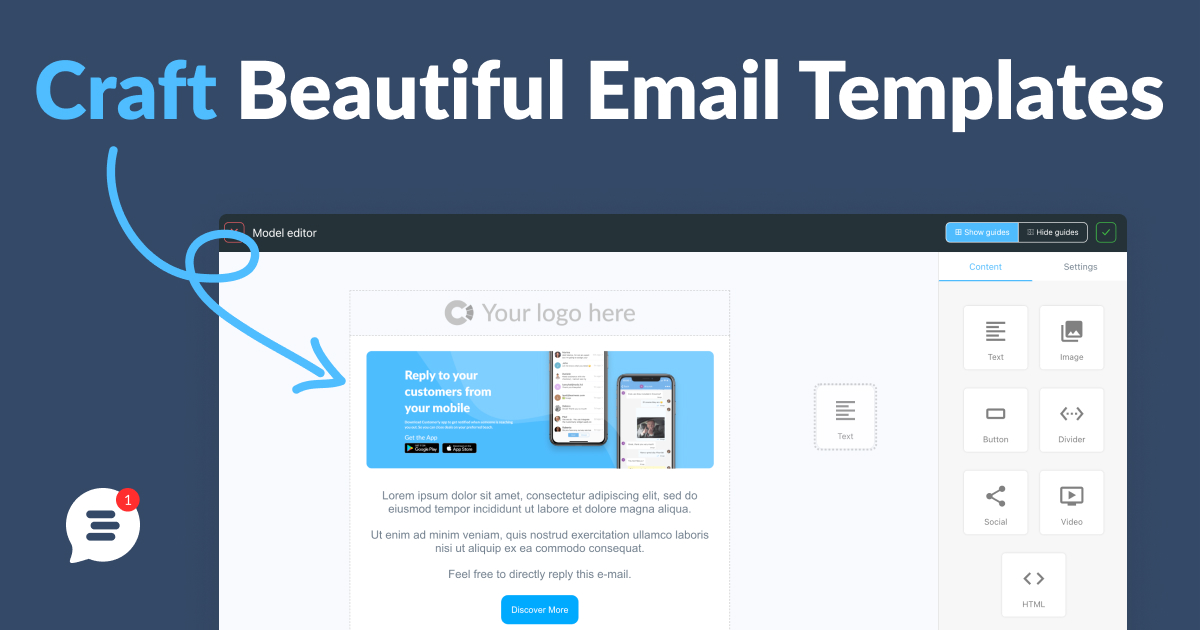 Craft Beautiful Email Templates
Model editor
Show guides
Hide guides
Content
Settings
Your logo here
Reply to your
customers from
your mobile
Get the App
Google Play
App Store
Text
Image
Text
Button
Divider
Lorem ipsum dolor sit amet, consectetur adipiscing elit, sed do
eiusmod tempor incididunt ut labore et dolore magna aliqua.
1
Social
Video
Ut enim ad minim veniam, quis nostrud exercitation ullamco laboris
nisi ut aliquip ex ea commodo consequat.
Feel free to directly reply this e-mail.
HTML
Discover More